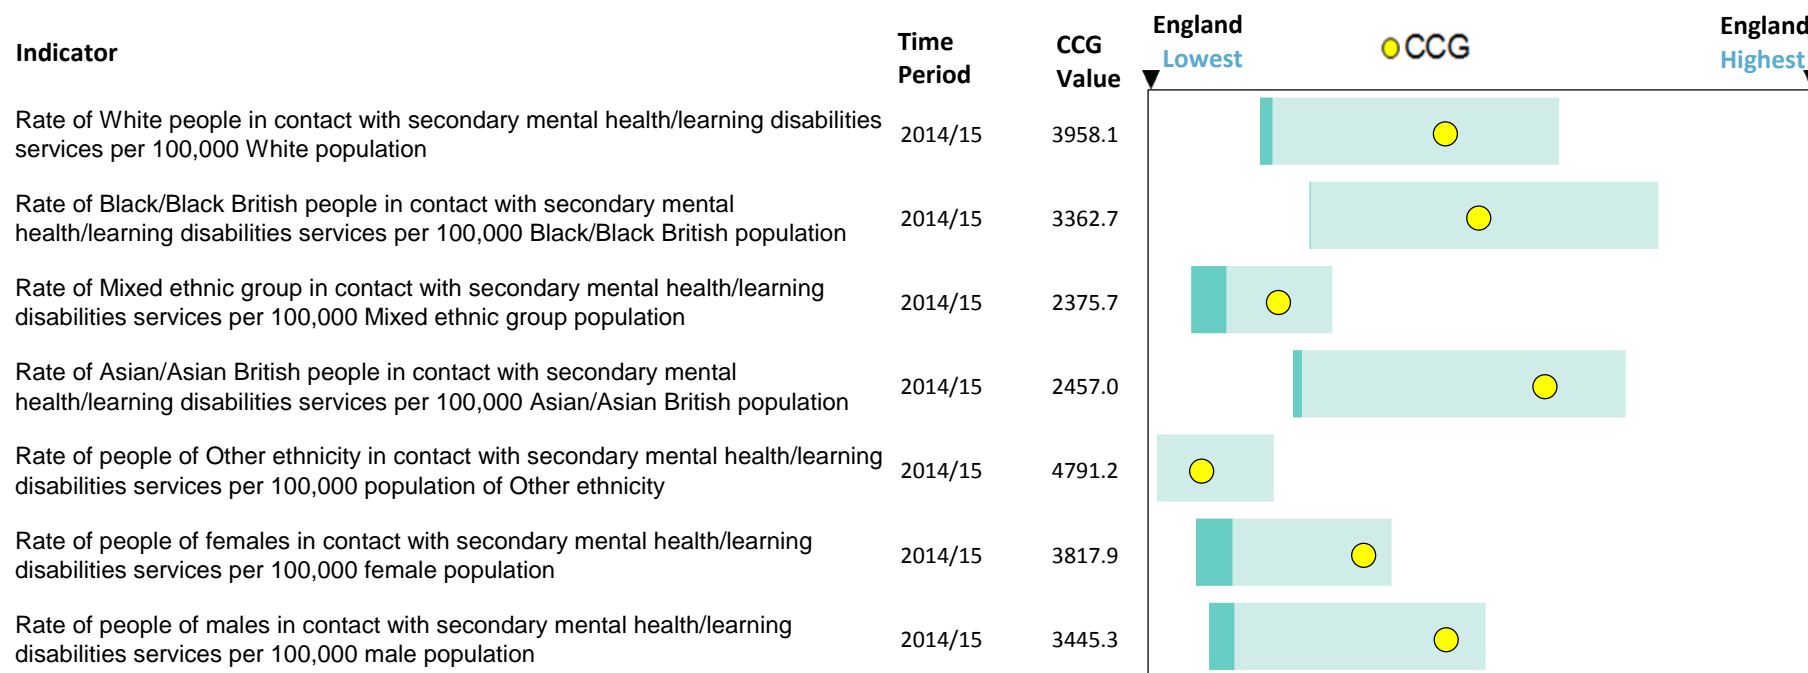 Indicator
Time
Period
CCG
Value
England
Lowest
CCG
England
Highest
Rate of White people in contact with secondary mental health/learning disabilities
services per 100,000 White population
2014/15
3958.1
Rate of Black/Black British people in contact with secondary mental
health/learning disabilities services per 100,000 Black/Black British population
2014/15
3362.7
Rate of Mixed ethnic group in contact with secondary mental health/learning
disabilities services per 100,000 Mixed ethnic group population
2014/15
2375.7
Rate of Asian/Asian British people in contact with secondary mental
health/learning disabilities services per 100,000 Asian/Asian British population
2014/15
2457.0
Rate of people of Other ethnicity in contact with secondary mental health/learning
disabilities services per 100,000 population of Other ethnicity
2014/15
4791.2
Rate of people of females in contact with secondary mental health/learning
disabilities services per 100,000 female population
2014/15
3817.9
Rate of people of males in contact with secondary mental health/learning
disabilities services per 100,000 male population
2014/15
3445.3